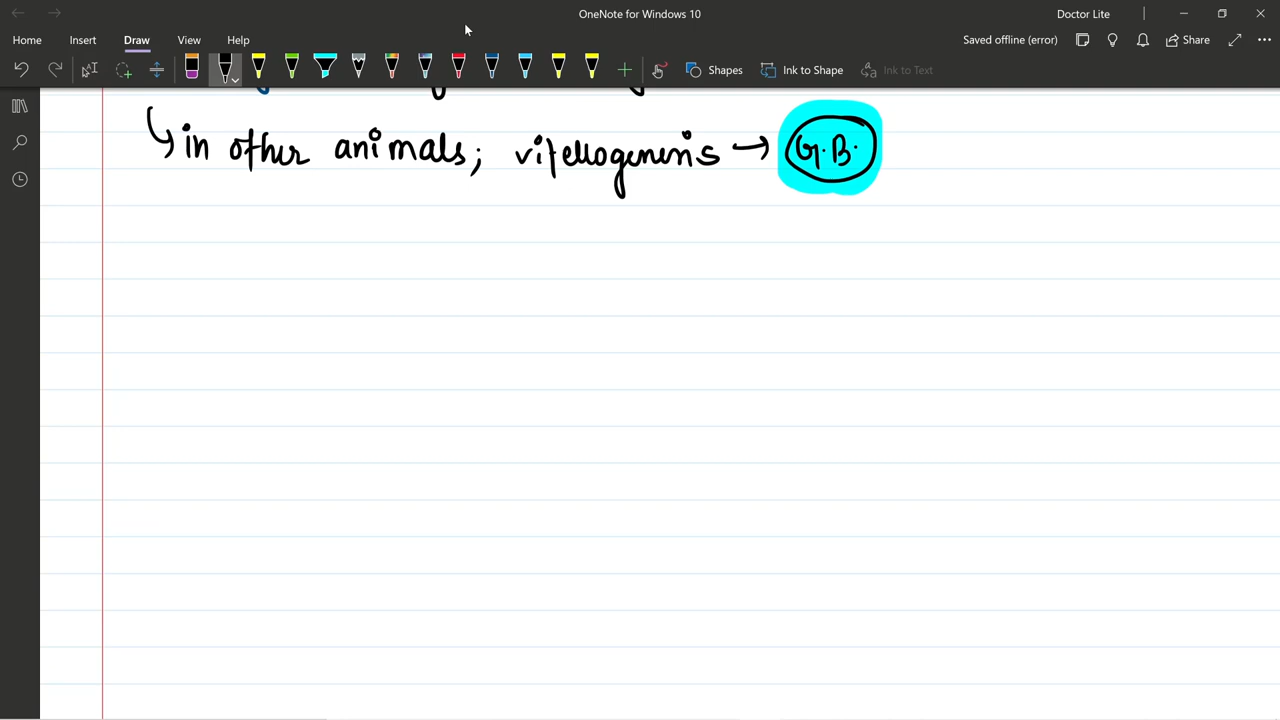 OneNote for Windows 10
Doctor Lite
Home Insert Draw View Help
Saved offline (error)
Share
Shapes
Ink to Shape
Ink to Text
in other animals; vitellogenesis → G.B.